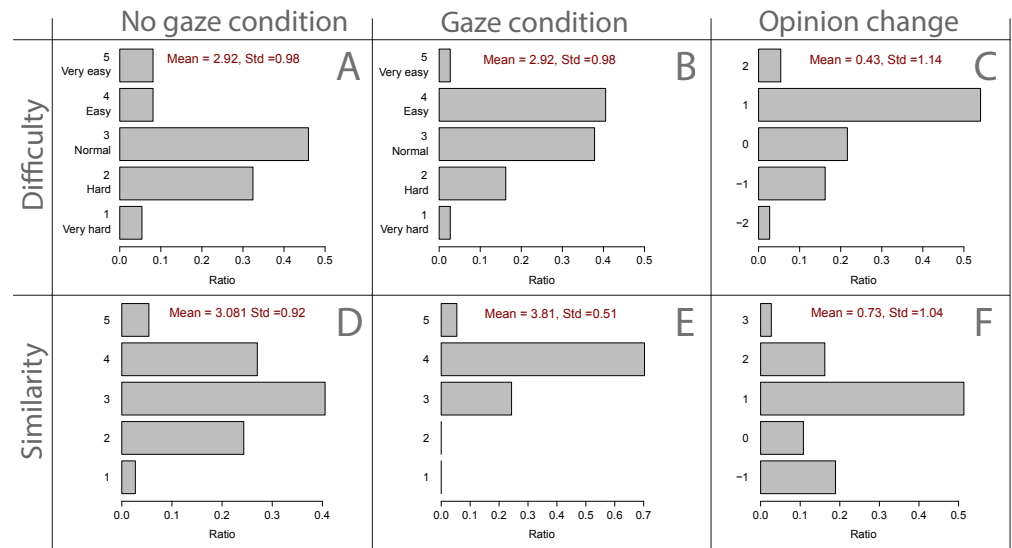 No gaze condition
Gaze condition
Opinion change
Difficulty
Mean = 2.92, Std =0.98
A
5
Very easy
4
Easy
3
Normal
2
Hard
1
Very hard
0.0 0.1 0.2 0.3 0.4 0.5
Ratio
Mean = 2.92, Std =0.98
B
5
Very easy
4
Easy
3
Normal
2
Hard
1
Very hard
0.0 0.1 0.2 0.3 0.4 0.5
Ratio
Mean = 0.43, Std =1.14
C
2
1
0
−1
−2
0.0 0.1 0.2 0.3 0.4 0.5
Ratio
Similarity
Mean = 3.081 Std =0.92
D
5
4
3
2
1
0.0 0.1 0.2 0.3 0.4
Ratio
Mean = 3.81, Std =0.51
E
5
4
3
2
1
0.0 0.1 0.2 0.3 0.4 0.5 0.6 0.7
Ratio
Mean = 0.73, Std =1.04
F
3
2
1
0
−1
0.0 0.1 0.2 0.3 0.4 0.5
Ratio